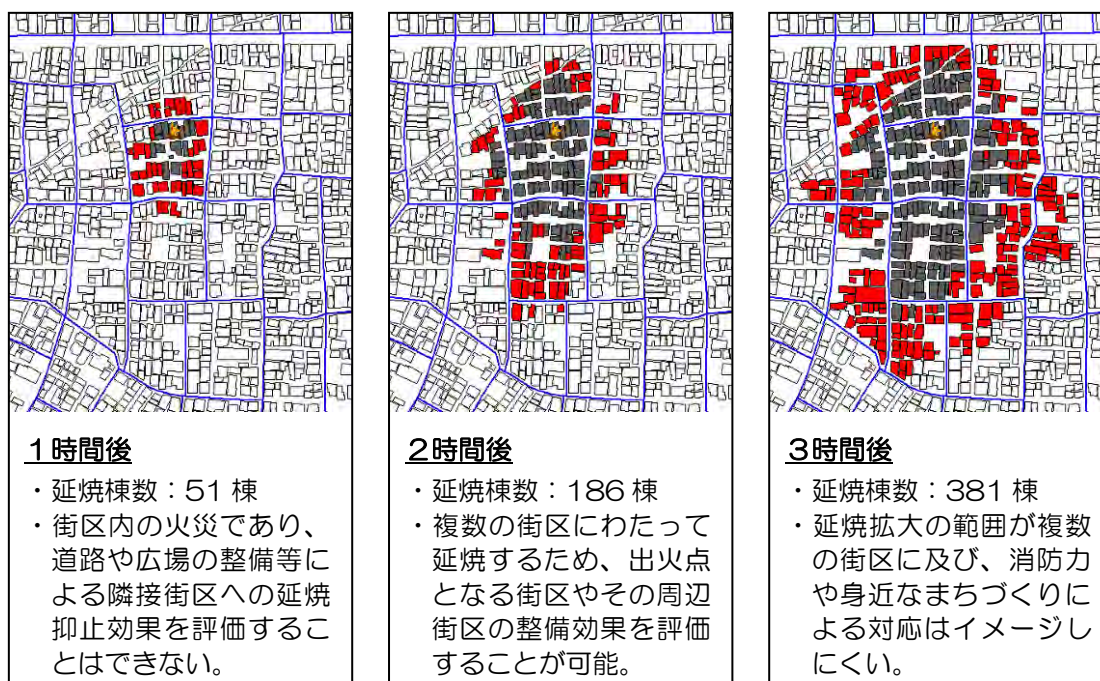 1時間後
・延焼棟数：51 棟
・街区内の火災であり、
道路や広場の整備等に
よる隣接街区への延焼
抑止効果を評価するこ
とはできない。
2時間後
・延焼棟数：186 棟
・複数の街区にわたって
延焼するため、出火点
となる街区やその周辺
街区の整備効果を評価
することが可能。
3時間後
・延焼棟数：381 棟
・延焼拡大の範囲が複数
の街区に及び、消防力
や身近なまちづくりに
よる対応はイメージし
にくい。